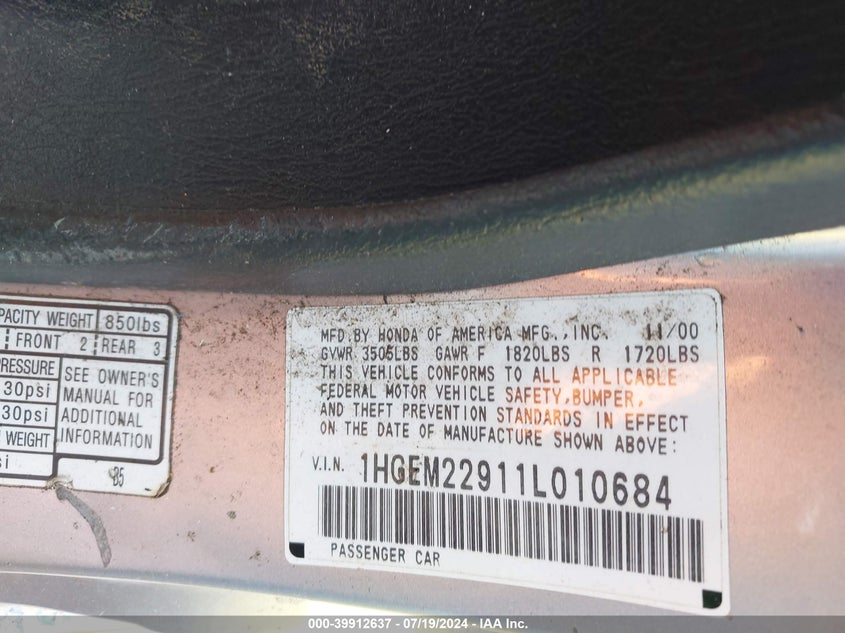 APACITY WEIGHT 850lbs
FRONT 2 REAR 3
PRESSURE
30psi
30psi
WEIGHT
SEE OWNER'S
MANUAL FOR
ADDITIONAL
INFORMATION
MFD. BY HONDA OF AMERICA MFG., INC. 11/00
GVWR 3505LBS GAWR F 1820LBS R 1720LBS
THIS VEHICLE CONFORMS TO ALL APPLICABLE
FEDERAL MOTOR VEHICLE SAFETY, BUMPER,
AND THEFT PREVENTION STANDARDS IN EFFECT
ON THE DATE OF MANUFACTURE SHOWN ABOVE:
V.I.N. 1HGEM22911L010684
PASSENGER CAR
000-39912637 - 07/19/2024 - IAA Inc.